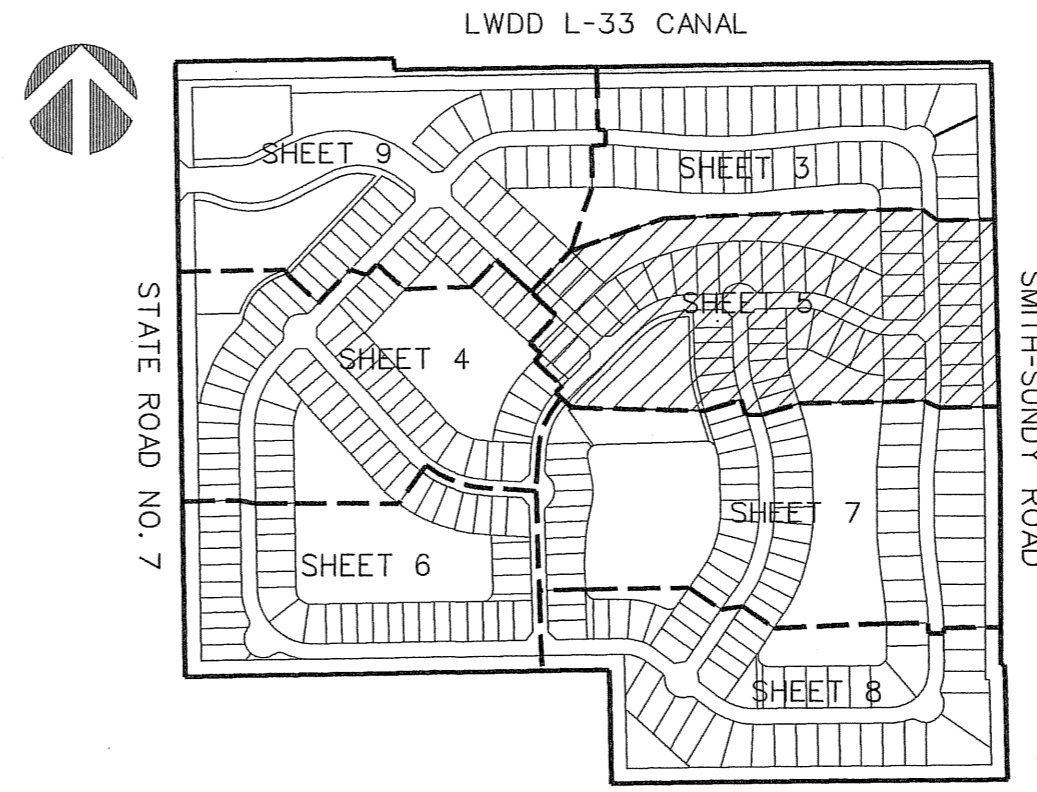 LWDD L-33 CANAL
SHEET 9
SHEET 3
SHEET 5
SHEET 4
STATE ROAD NO. 7
SMITH-SUNDY ROAD
SHEET 7
SHEET 6
SHEET 8